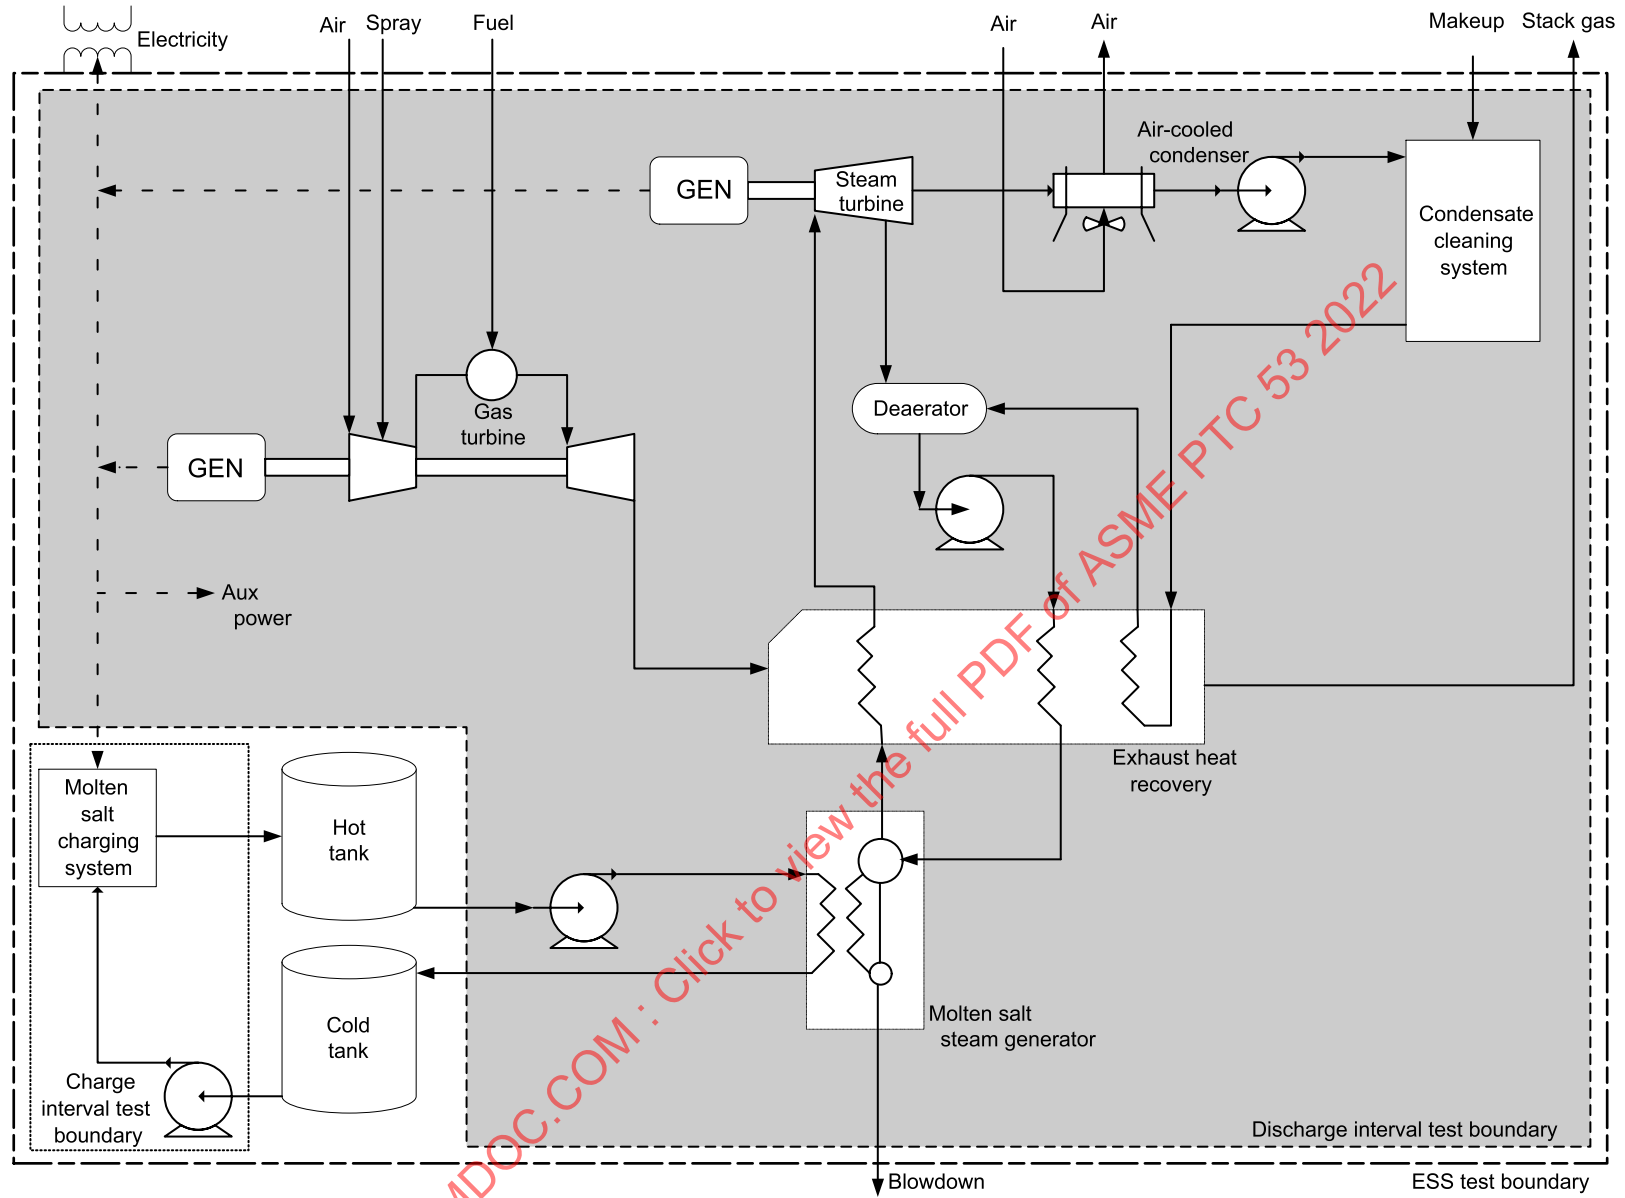 Electricity
Air
Spray
Fuel
Air
Air
Makeup
Stack gas
Air-cooled
condenser
GEN
Steam
turbine
Condensate
cleaning
system
Gas
turbine
Deaerator
GEN
Aux
power
Exhaust heat
recovery
Molten
salt
charging
system
Hot
tank
Cold
tank
Molten salt
steam generator
Charge
interval test
boundary
Discharge interval test boundary
Blowdown
ESS test boundary
MDOC.COM : Click to view the full PDF of ASME PTC 53 2022